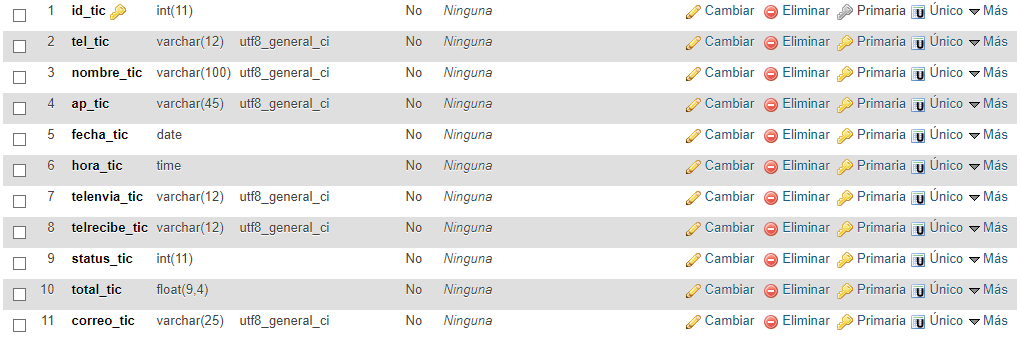 1 id_tic int(11) No Ninguna Cambiar Eliminar Primaria Único Más
2 tel_tic varchar(12) utf8_general_ci No Ninguna Cambiar Eliminar Primaria Único Más
3 nombre_tic varchar(100) utf8_general_ci No Ninguna Cambiar Eliminar Primaria Único Más
4 ap_tic varchar(45) utf8_general_ci No Ninguna Cambiar Eliminar Primaria Único Más
5 fecha_tic date No Ninguna Cambiar Eliminar Primaria Único Más
6 hora_tic time No Ninguna Cambiar Eliminar Primaria Único Más
7 telenvia_tic varchar(12) utf8_general_ci No Ninguna Cambiar Eliminar Primaria Único Más
8 telrecibe_tic varchar(12) utf8_general_ci No Ninguna Cambiar Eliminar Primaria Único Más
9 status_tic int(11) No Ninguna Cambiar Eliminar Primaria Único Más
10 total_tic float(9,4) No Ninguna Cambiar Eliminar Primaria Único Más
11 correo_tic varchar(25) utf8_general_ci No Ninguna Cambiar Eliminar Primaria Único Más